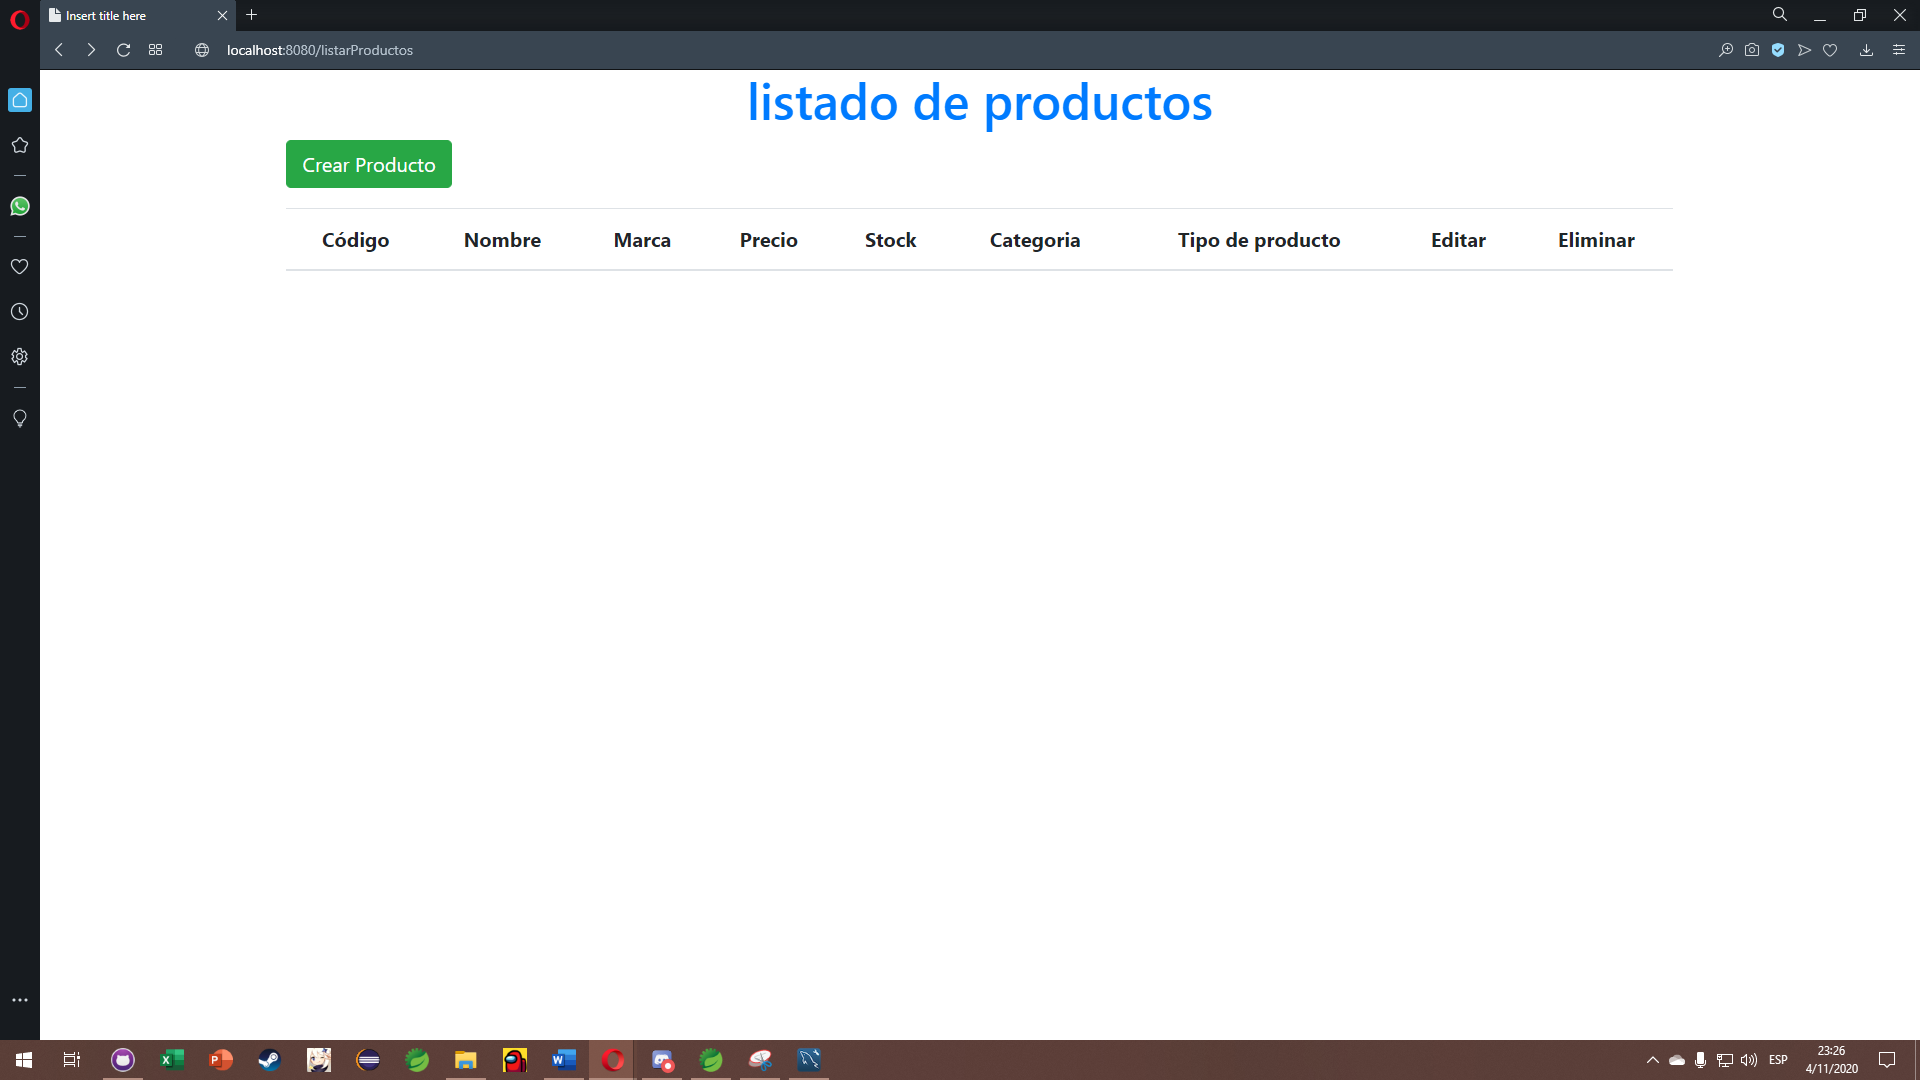 Insert title here
localhost:8080/listarProductos
listado de productos
Crear Producto
Código Nombre Marca Precio Stock Categoria Tipo de producto Editar Eliminar
ESP
23:26
4/11/2020